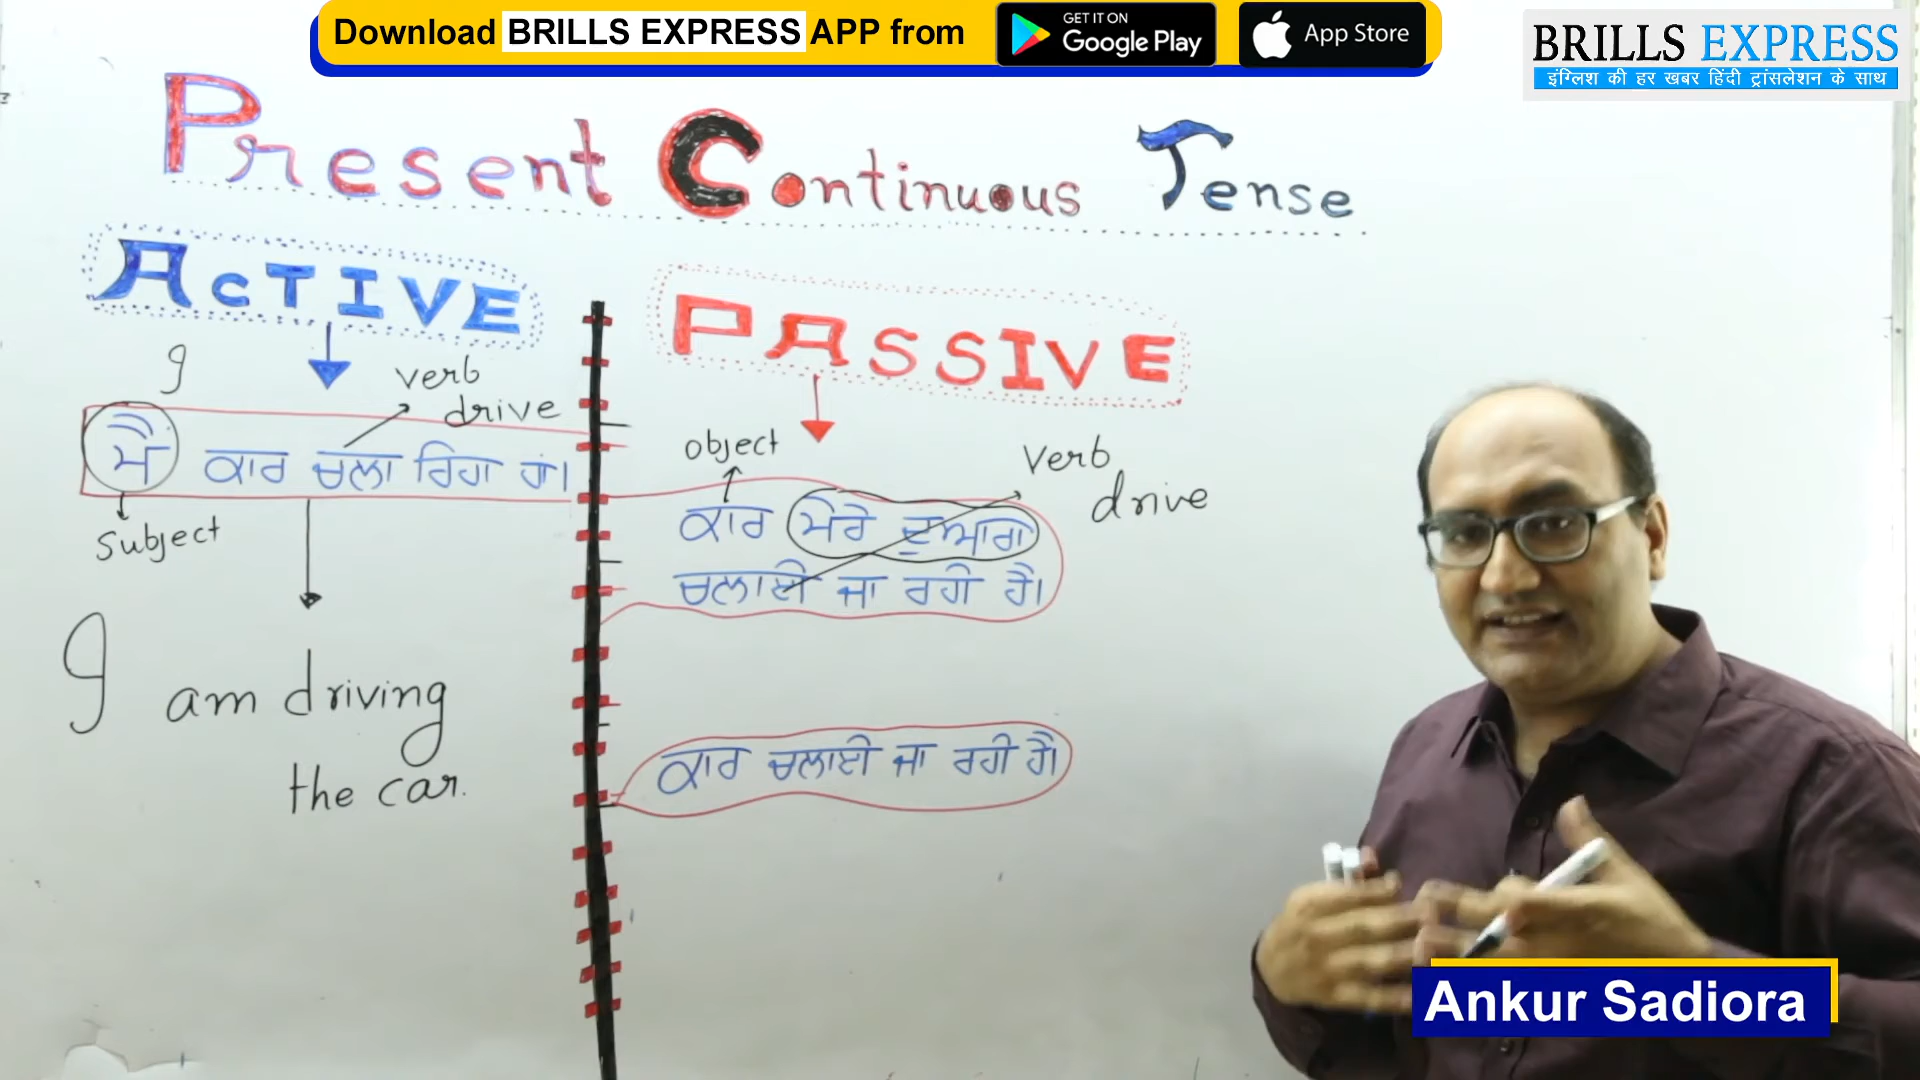 Download BRILLS EXPRESS APP from
GET IT ON
Google Play
App Store
BRILLS EXPRESS
इंग्लिश की हर खबर हिंदी ट्रांसलेशन के साथ
Present Continuous Tense
ACTIVE
I
verb
drive
ਮੈਂ ਕਾਰ ਚਲਾ ਰਿਹਾ ਹਾਂ।
subject
I am driving
the car.
PASSIVE
object
verb
drive
ਕਾਰ ਮੇਰੇ ਦੁਆਰਾ
ਚਲਾਈ ਜਾ ਰਹੀ ਹੈ।
ਕਾਰ ਚਲਾਈ ਜਾ ਰਹੀ ਹੈ।
Ankur Sadiora